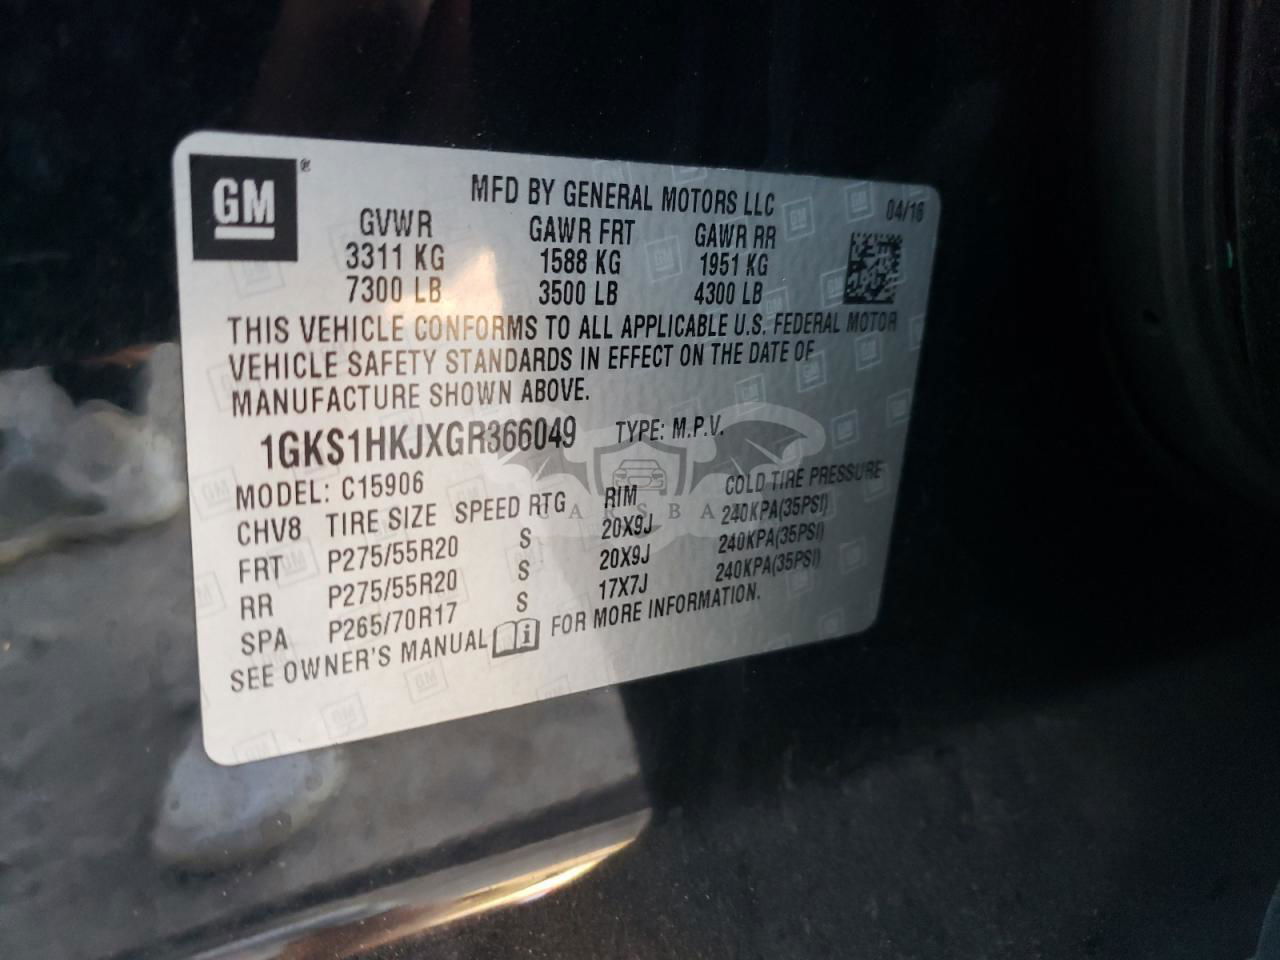 GM ®
MFD BY GENERAL MOTORS LLC
04/16
GVWR GAWR FRT GAWR RR
3311 KG 1588 KG 1951 KG
7300 LB 3500 LB 4300 LB
THIS VEHICLE CONFORMS TO ALL APPLICABLE U.S. FEDERAL MOTOR
VEHICLE SAFETY STANDARDS IN EFFECT ON THE DATE OF
MANUFACTURE SHOWN ABOVE.
1GKS1HKJXGR366049 TYPE: M.P.V.
MODEL: C15906
CHV8 TIRE SIZE SPEED RTG RIM COLD TIRE PRESSURE
FRT P275/55R20 S 20X9J 240KPA(35PSI)
RR P275/55R20 S 20X9J 240KPA(35PSI)
SPA P265/70R17 S 17X7J 240KPA(35PSI)
SEE OWNER'S MANUAL i FOR MORE INFORMATION.